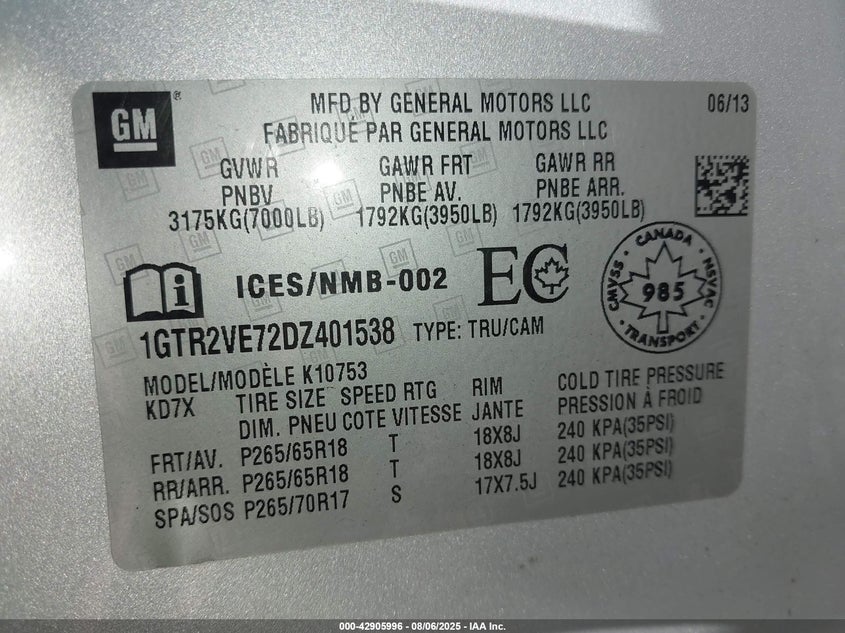 GM
MFD BY GENERAL MOTORS LLC 06/13
FABRIQUÉ PAR GENERAL MOTORS LLC
GVWR GAWR FRT GAWR RR
PNBV PNBE AV. PNBE ARR.
3175KG(7000LB) 1792KG(3950LB) 1792KG(3950LB)
ICES/NMB-002 EC
CANADA
CMVSS 985 NSVAC
TRANSPORT
1GTR2VE72DZ401538 TYPE: TRU/CAM
MODEL/MODÈLE K10753
KD7X TIRE SIZE SPEED RTG RIM COLD TIRE PRESSURE
DIM. PNEU COTE VITESSE JANTE PRESSION À FROID
FRT/AV. P265/65R18 T 18X8J 240 KPA(35PSI)
RR/ARR. P265/65R18 T 18X8J 240 KPA(35PSI)
SPA/SOS P265/70R17 S 17X7.5J 240 KPA(35PSI)
000-42905996 - 08/06/2025 - IAA Inc.